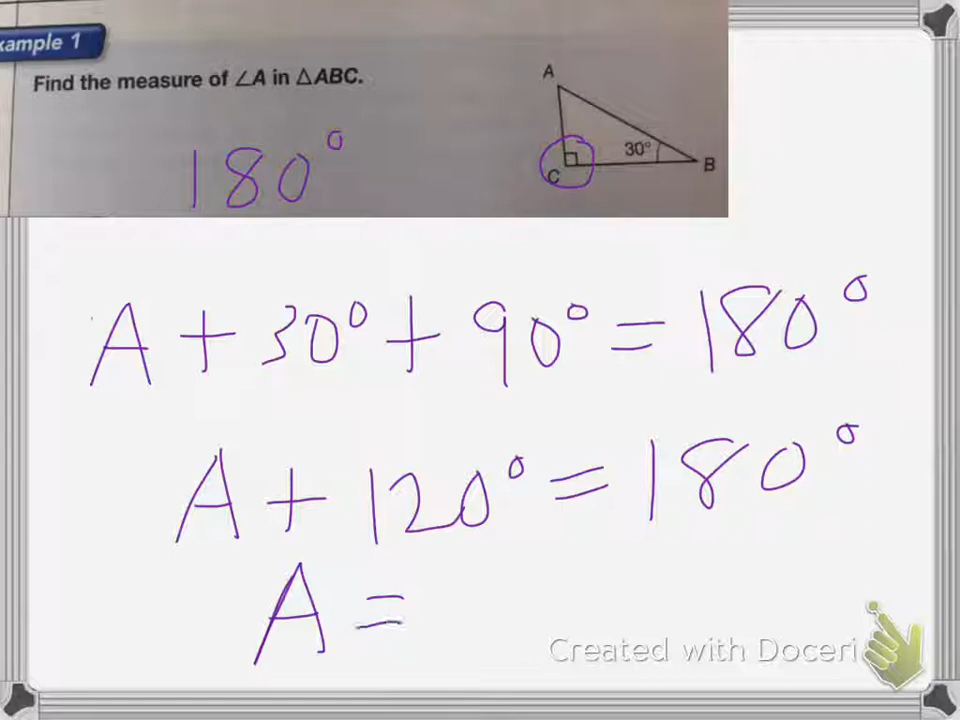 xample 1
Find the measure of ∠A in △ABC.
A
30°
C
B
180°
A + 30° + 90° = 180°
A + 120° = 180°
A =
Created with Doceri